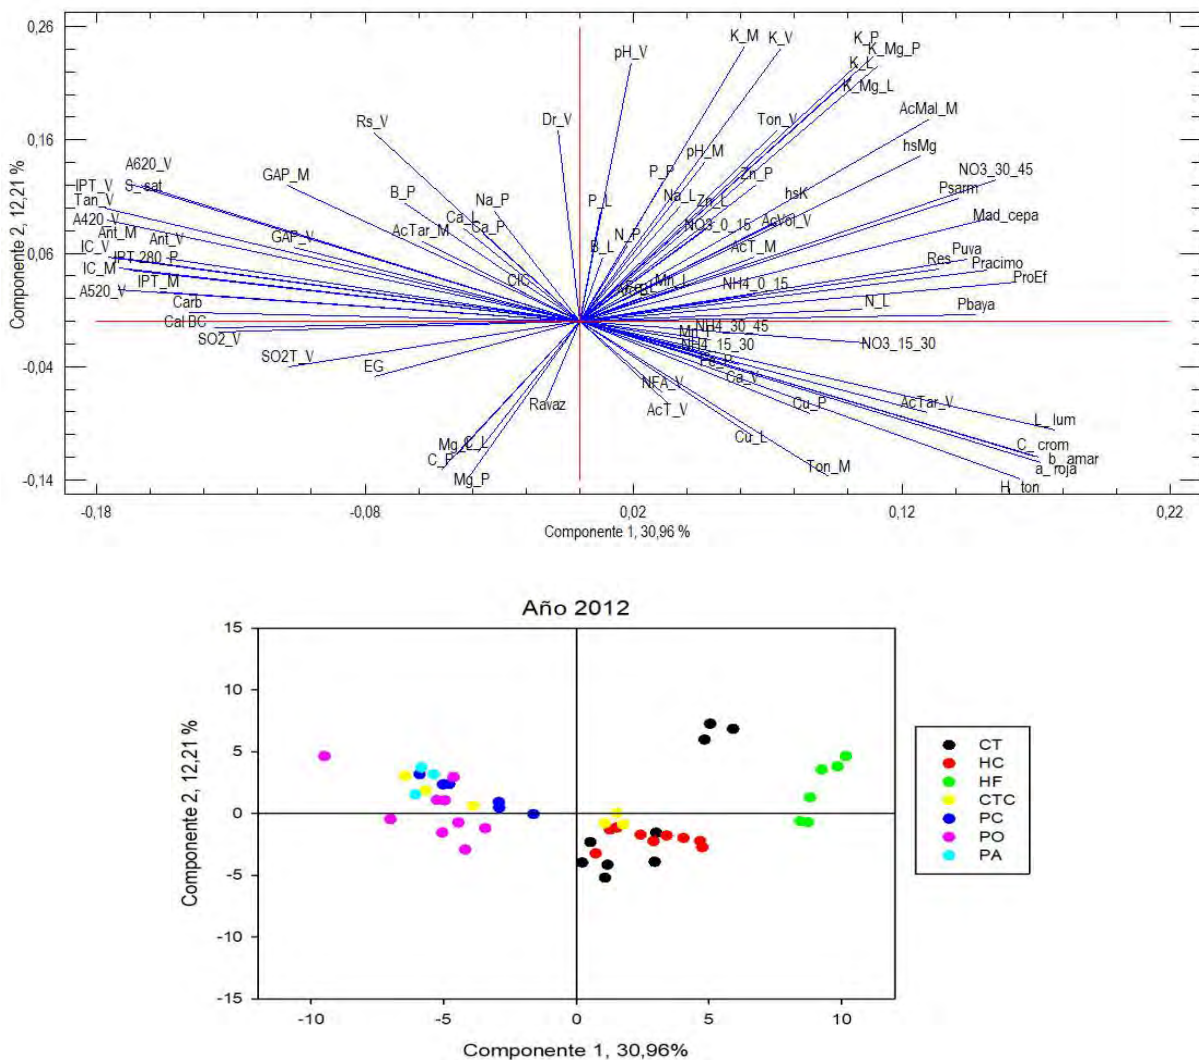 0,26
0,16
0,06
-0,04
-0,14
Componente 2, 12,21 %
K_M
K_V
K_P
K_Mg_P
pH_V
K_L
K_Mg_L
AcMal_M
Rs_V
Dr_V
Ton_V
hsMg
pH_M
A620_V
GAP_M
P_P
Zn_P
NO3_30_45
IPT_V
S_sat
B_P
Na_P
P_L
Na_L
Zn_L
hsK
Psarm
Tan_V
A420_V
Ca_L
Ca_P
NO3_0_15
AcVol_V
Mad_cepa
Ant_M
Ant_V
GAP_V
AcTar_M
N_P
B_L
AcT_M
IC_V
IPT_280_P
Res
Puva
Pracimo
IC_M
IPT_M
CIC
Mn_L
NH4_0_15
ProEf
A520_V
Carb
N_L
Pbaya
Cal BC
SO2_V
NH4_30_45
NH4_15_30
NO3_15_30
SO2T_V
EG
Fe_P
Ca_V
NFA_V
Ravaz
AcT_V
Cu_P
AcTar_V
L_lum
Cu_L
Mg_L
C_L
C_P
Mg_P
Ton_M
C_crom
b_amar
a_roja
H_ton
-0,18
-0,08
0,02
0,12
0,22
Componente 1, 30,96 %
Año 2012
15
10
5
0
-5
-10
-15
Componente 2, 12,21 %
-10
-5
0
5
10
Componente 1, 30,96%
CT
HC
HF
CTC
PC
PO
PA